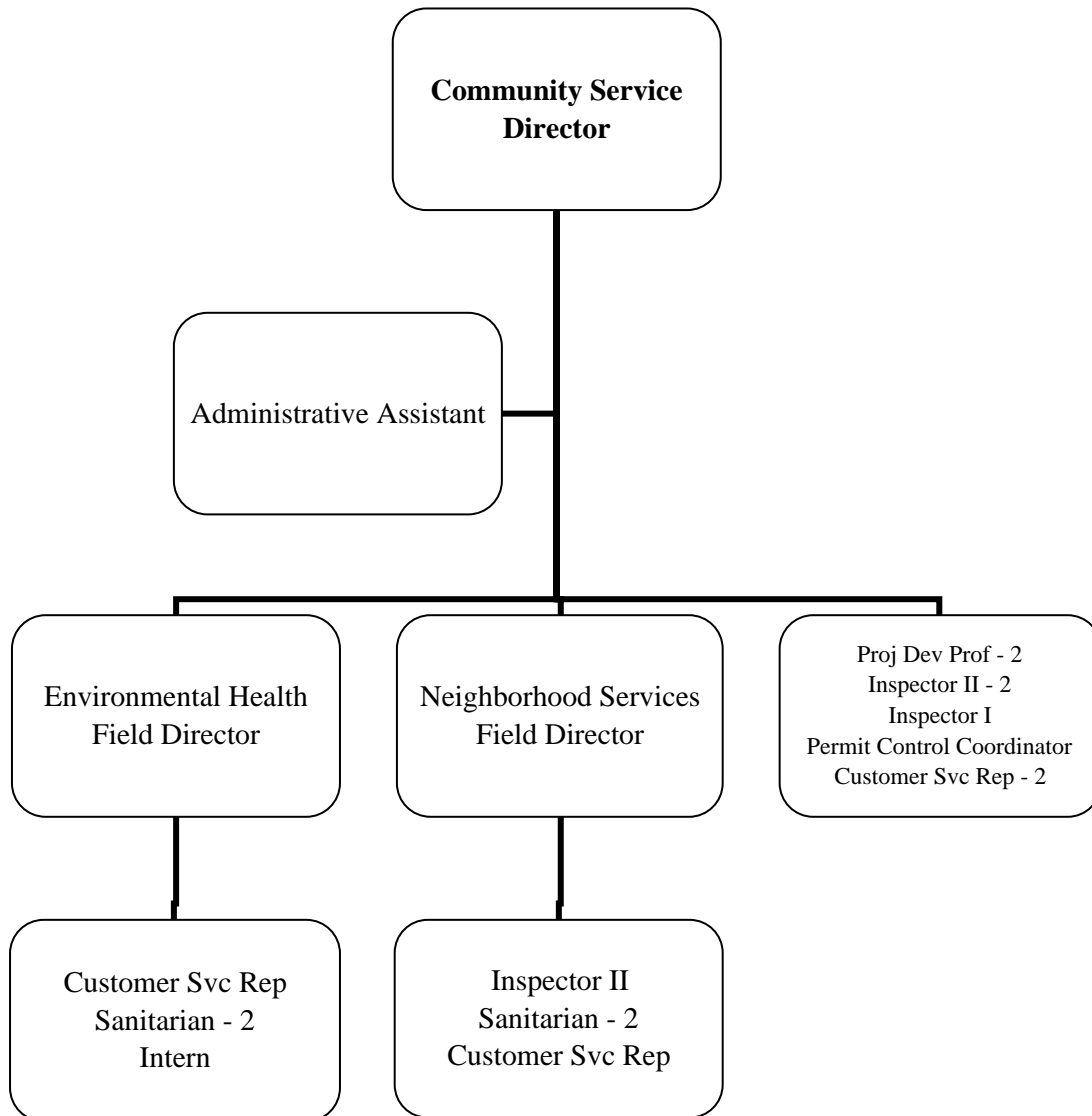 Community Service
Director
Administrative Assistant
Environmental Health
Field Director
Neighborhood Services
Field Director
Proj Dev Prof - 2
Inspector II - 2
Inspector I
Permit Control Coordinator
Customer Svc Rep - 2
Customer Svc Rep
Sanitarian - 2
Intern
Inspector II
Sanitarian - 2
Customer Svc Rep